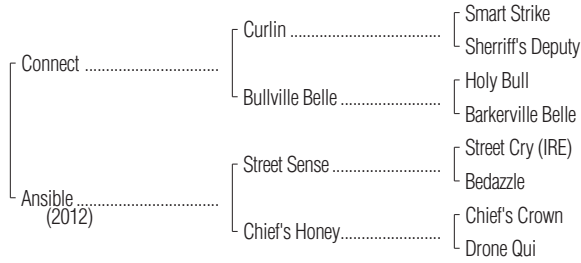 Smart Strike
Curlin
Sherriff's Deputy
Connect
Holy Bull
Bullville Belle
Barkerville Belle
Street Cry (IRE)
Street Sense
Bedazzle
Ansible
(2012)
Chief's Crown
Chief's Honey
Drone Qui